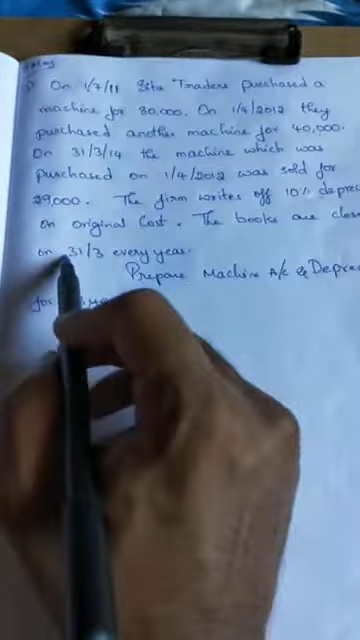 On 1/7/11 Situ Traders purchased a
machine for 80,000. On 1/4/2012 they
purchased another machine for 40,000.
On 31/3/14 the machine which was
purchased on 1/4/2012 was sold for
29,000. The firm writes off 10% depre
on original Cost. The books are close
on 31/3 every year.
Prepare Machine A/c & Deprec
for